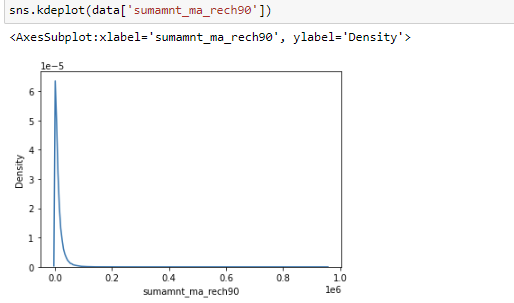 sns.kdeplot(data['sumamnt_ma_rech90'])
<AxesSubplot:xlabel='sumamnt_ma_rech90', ylabel='Density'>
1e−5
6
5
4
3
2
1
0
Density
0.0 0.2 0.4 0.6 0.8 1.0
1e6
sumamnt_ma_rech90